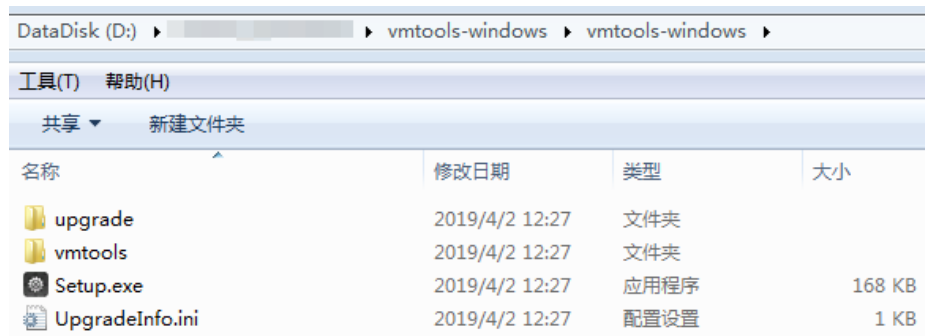 DataDisk (D:) ▸ ▸ vmtools-windows ▸ vmtools-windows ▸
工具(T) 帮助(H)
共享 ▼ 新建文件夹
名称 修改日期 类型 大小
upgrade 2019/4/2 12:27 文件夹
vmtools 2019/4/2 12:27 文件夹
Setup.exe 2019/4/2 12:27 应用程序 168 KB
UpgradeInfo.ini 2019/4/2 12:27 配置设置 1 KB